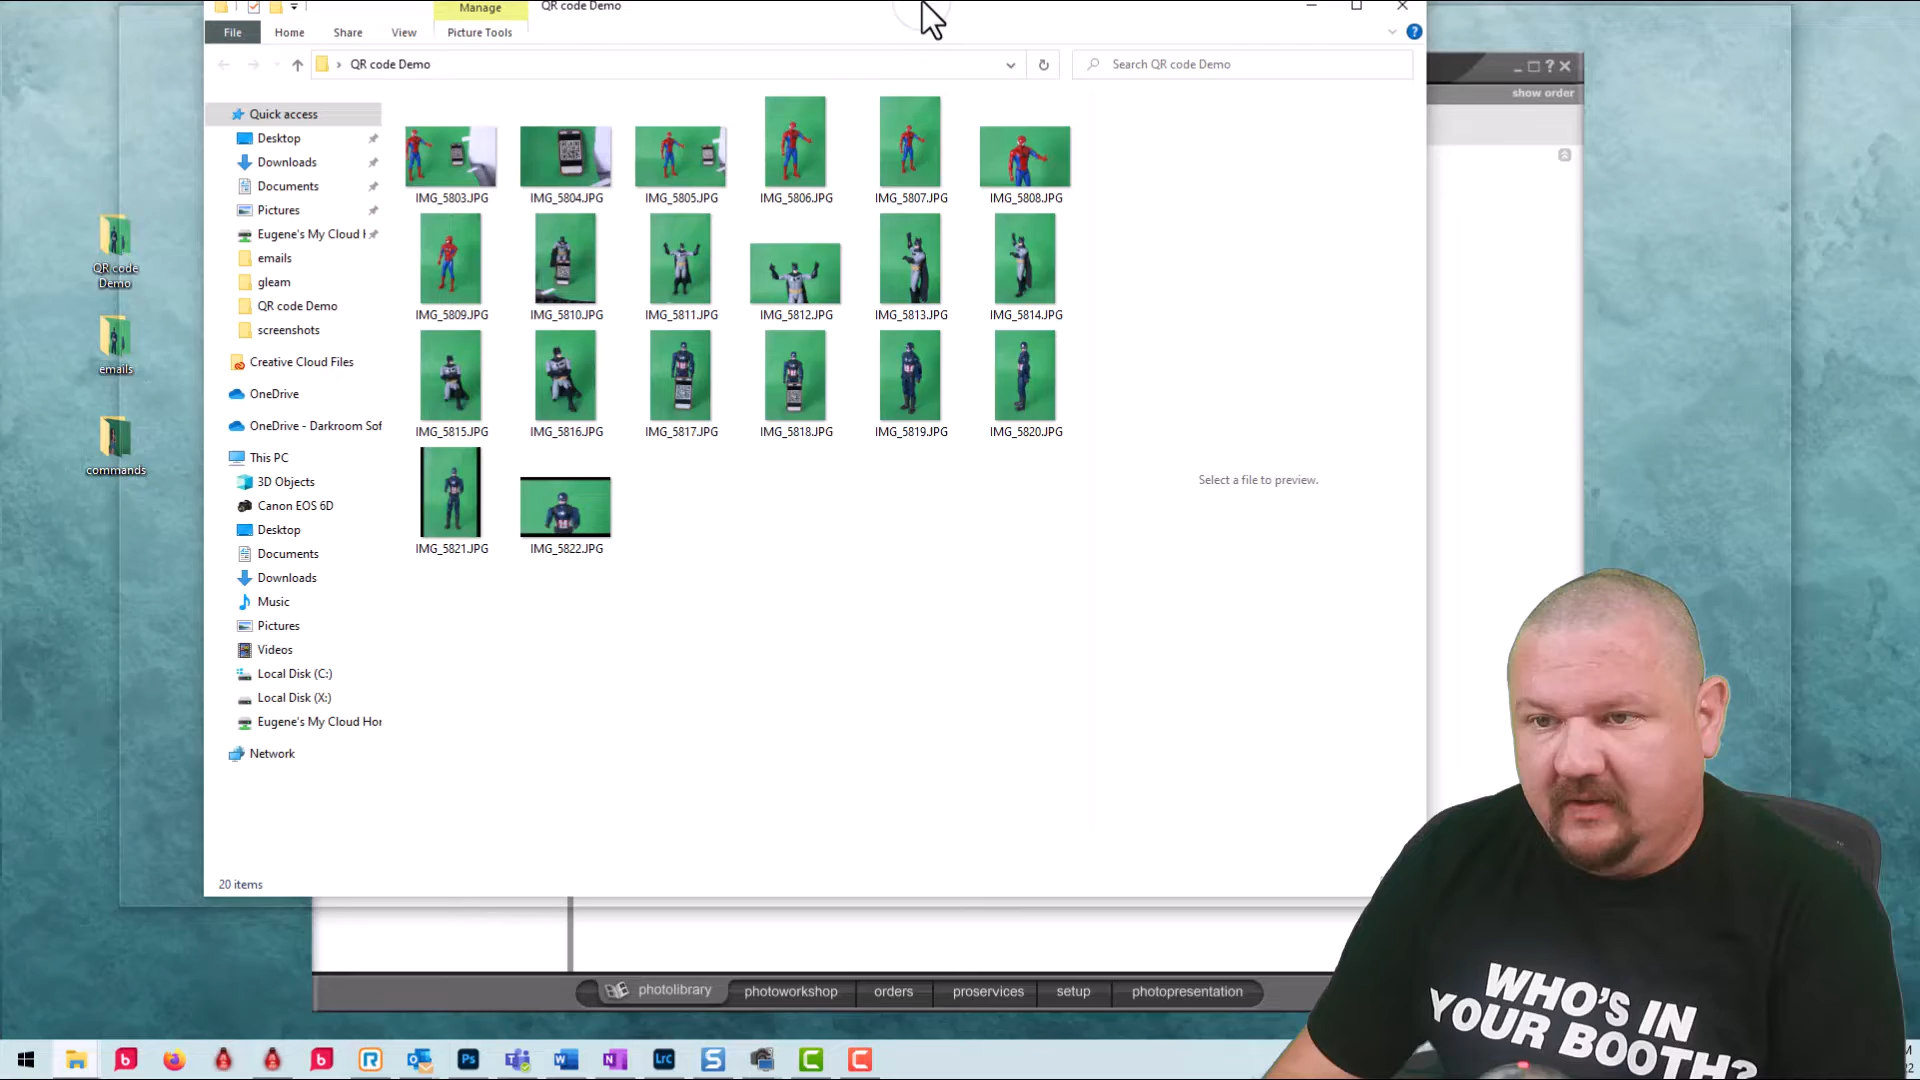 Manage
QR code Demo
File
Home
Share
View
Picture Tools
QR code Demo
Search QR code Demo
show order
Quick access
Desktop
Downloads
Documents
Pictures
Eugene's My Cloud H
emails
gleam
QR code Demo
screenshots
Creative Cloud Files
OneDrive
OneDrive - Darkroom Sof
This PC
3D Objects
Canon EOS 6D
Desktop
Documents
Downloads
Music
Pictures
Videos
Local Disk (C:)
Local Disk (X:)
Eugene's My Cloud Hor
Network
IMG_5803.JPG
IMG_5804.JPG
IMG_5805.JPG
IMG_5806.JPG
IMG_5807.JPG
IMG_5808.JPG
IMG_5809.JPG
IMG_5810.JPG
IMG_5811.JPG
IMG_5812.JPG
IMG_5813.JPG
IMG_5814.JPG
IMG_5815.JPG
IMG_5816.JPG
IMG_5817.JPG
IMG_5818.JPG
IMG_5819.JPG
IMG_5820.JPG
IMG_5821.JPG
IMG_5822.JPG
Select a file to preview.
20 items
QR code
Demo
emails
commands
photolibrary
photoworkshop
orders
proservices
setup
photopresentation
WHO'S IN
YOUR BOOTH?
b
b
R
Ps
W
N
Lrc
S
C
C